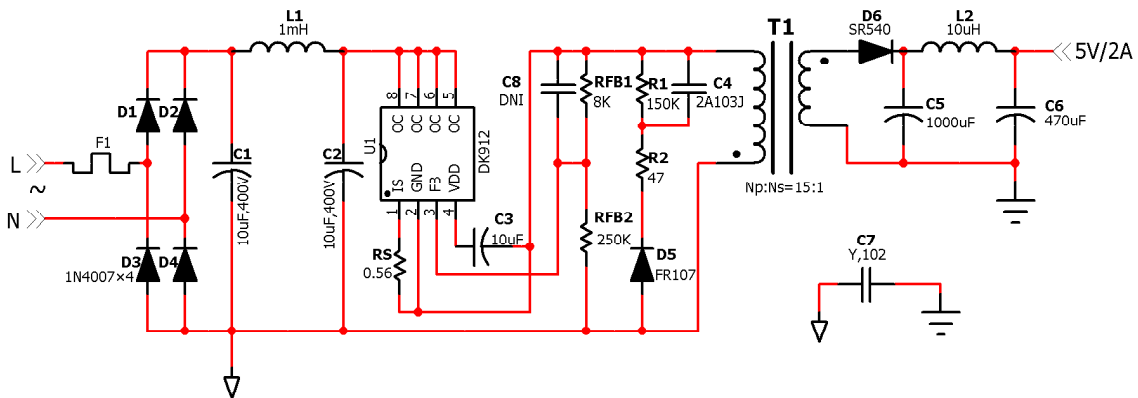 L1
1mH
T1
D6
SR540
L2
10uH
5V/2A
C8
DNI
RFB1
8K
R1
150K
C4
2A103J
D1
D2
8
7
6
5
OC
OC
OC
OC
U1
DK912
IS
GND
FB
VDD
1
2
3
4
C5
1000uF
C6
470uF
F1
L
~
N
C1
10uF,400V
C2
10uF,400V
R2
47
Np:Ns=15:1
C3
10uF
RFB2
250K
RS
0.56
D3
D4
1N4007×4
D5
FR107
C7
Y,102